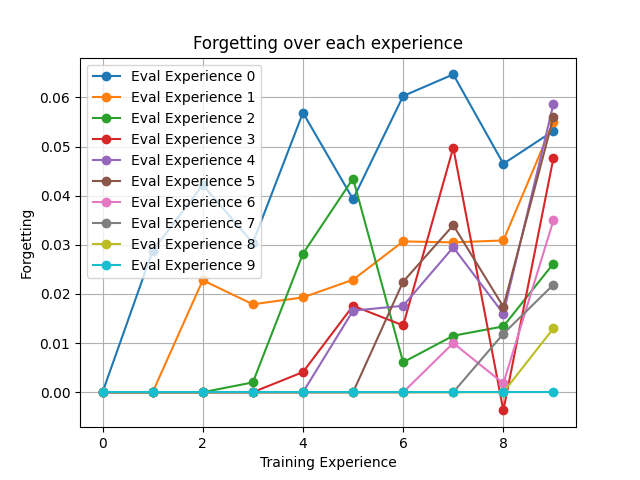 Forgetting over each experience
Eval Experience 0
Eval Experience 1
Eval Experience 2
Eval Experience 3
Eval Experience 4
Eval Experience 5
Eval Experience 6
Eval Experience 7
Eval Experience 8
Eval Experience 9
0.06
0.05
0.04
0.03
0.02
0.01
0.00
Forgetting
0 2 4 6 8
Training Experience